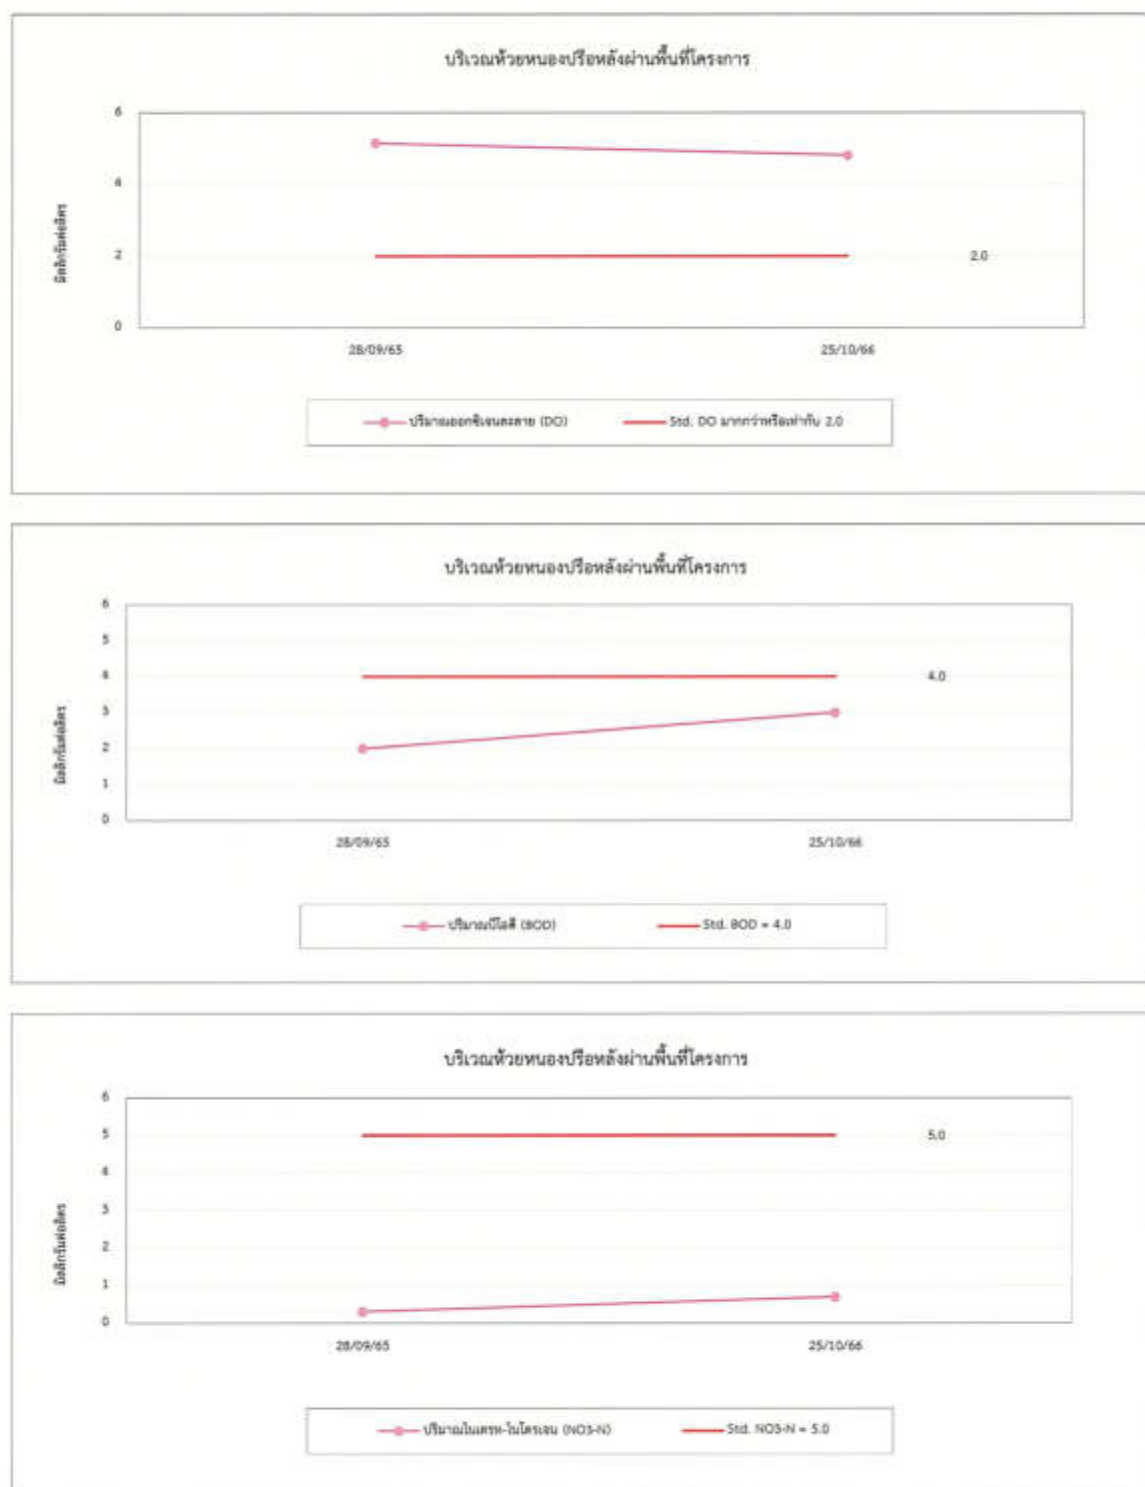 บริเวณห้วยหนองปรือหลังผ่านพื้นที่โครงการ
6
4
มิลลิกรัมต่อลิตร
2
2.0
0
28/09/65 25/10/66
ปริมาณออกซิเจนละลาย (DO) Std. DO มากกว่าหรือเท่ากับ 2.0
บริเวณห้วยหนองปรือหลังผ่านพื้นที่โครงการ
6
5
4
4.0
3
มิลลิกรัมต่อลิตร
2
1
0
28/09/65 25/10/66
ปริมาณบีโอดี (BOD) Std. BOD = 4.0
บริเวณห้วยหนองปรือหลังผ่านพื้นที่โครงการ
6
5
5.0
4
3
มิลลิกรัมต่อลิตร
2
1
0
28/09/65 25/10/66
ปริมาณไนเตรท-ไนโตรเจน (NO3-N) Std. NO3-N = 5.0